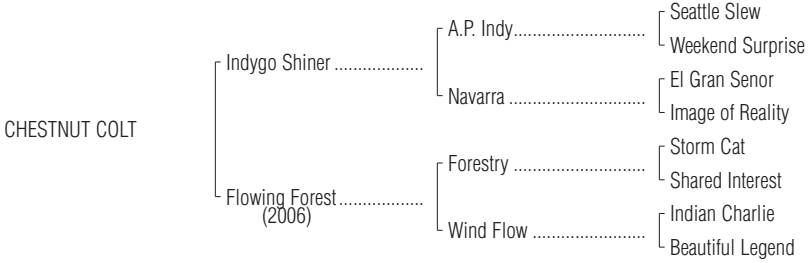 Seattle Slew
A.P. Indy..............................
Weekend Surprise
Indygo Shiner ....................
El Gran Senor
Navarra ...............................
Image of Reality
CHESTNUT COLT
Storm Cat
Forestry ..............................
Shared Interest
Flowing Forest...................
(2006)
Indian Charlie
Wind Flow ..........................
Beautiful Legend